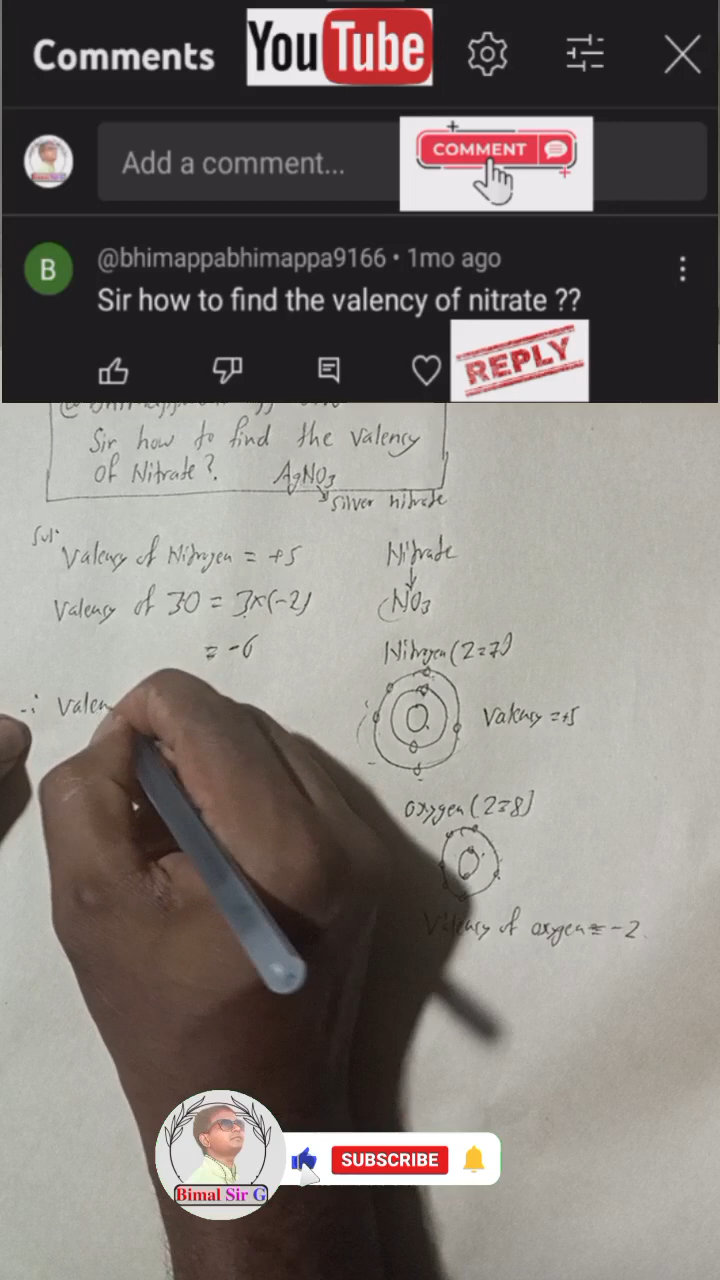 Comments
YouTube
Add a comment...
COMMENT
B
@bhimappabhimappa9166 • 1mo ago
Sir how to find the valency of nitrate ??
REPLY
Sir how to find the valency
of Nitrate?. AgNO3
silver nitrate
Sol.
Valency of Nitrogen = +5
Valency of 3O = 3x(-2)
= -6
∴ Valen
Nitrate
NO3
Nitrogen (Z=7)
Valency = +5
oxygen (Z=8)
Valency of oxygen = -2.
SUBSCRIBE
Bimal Sir G